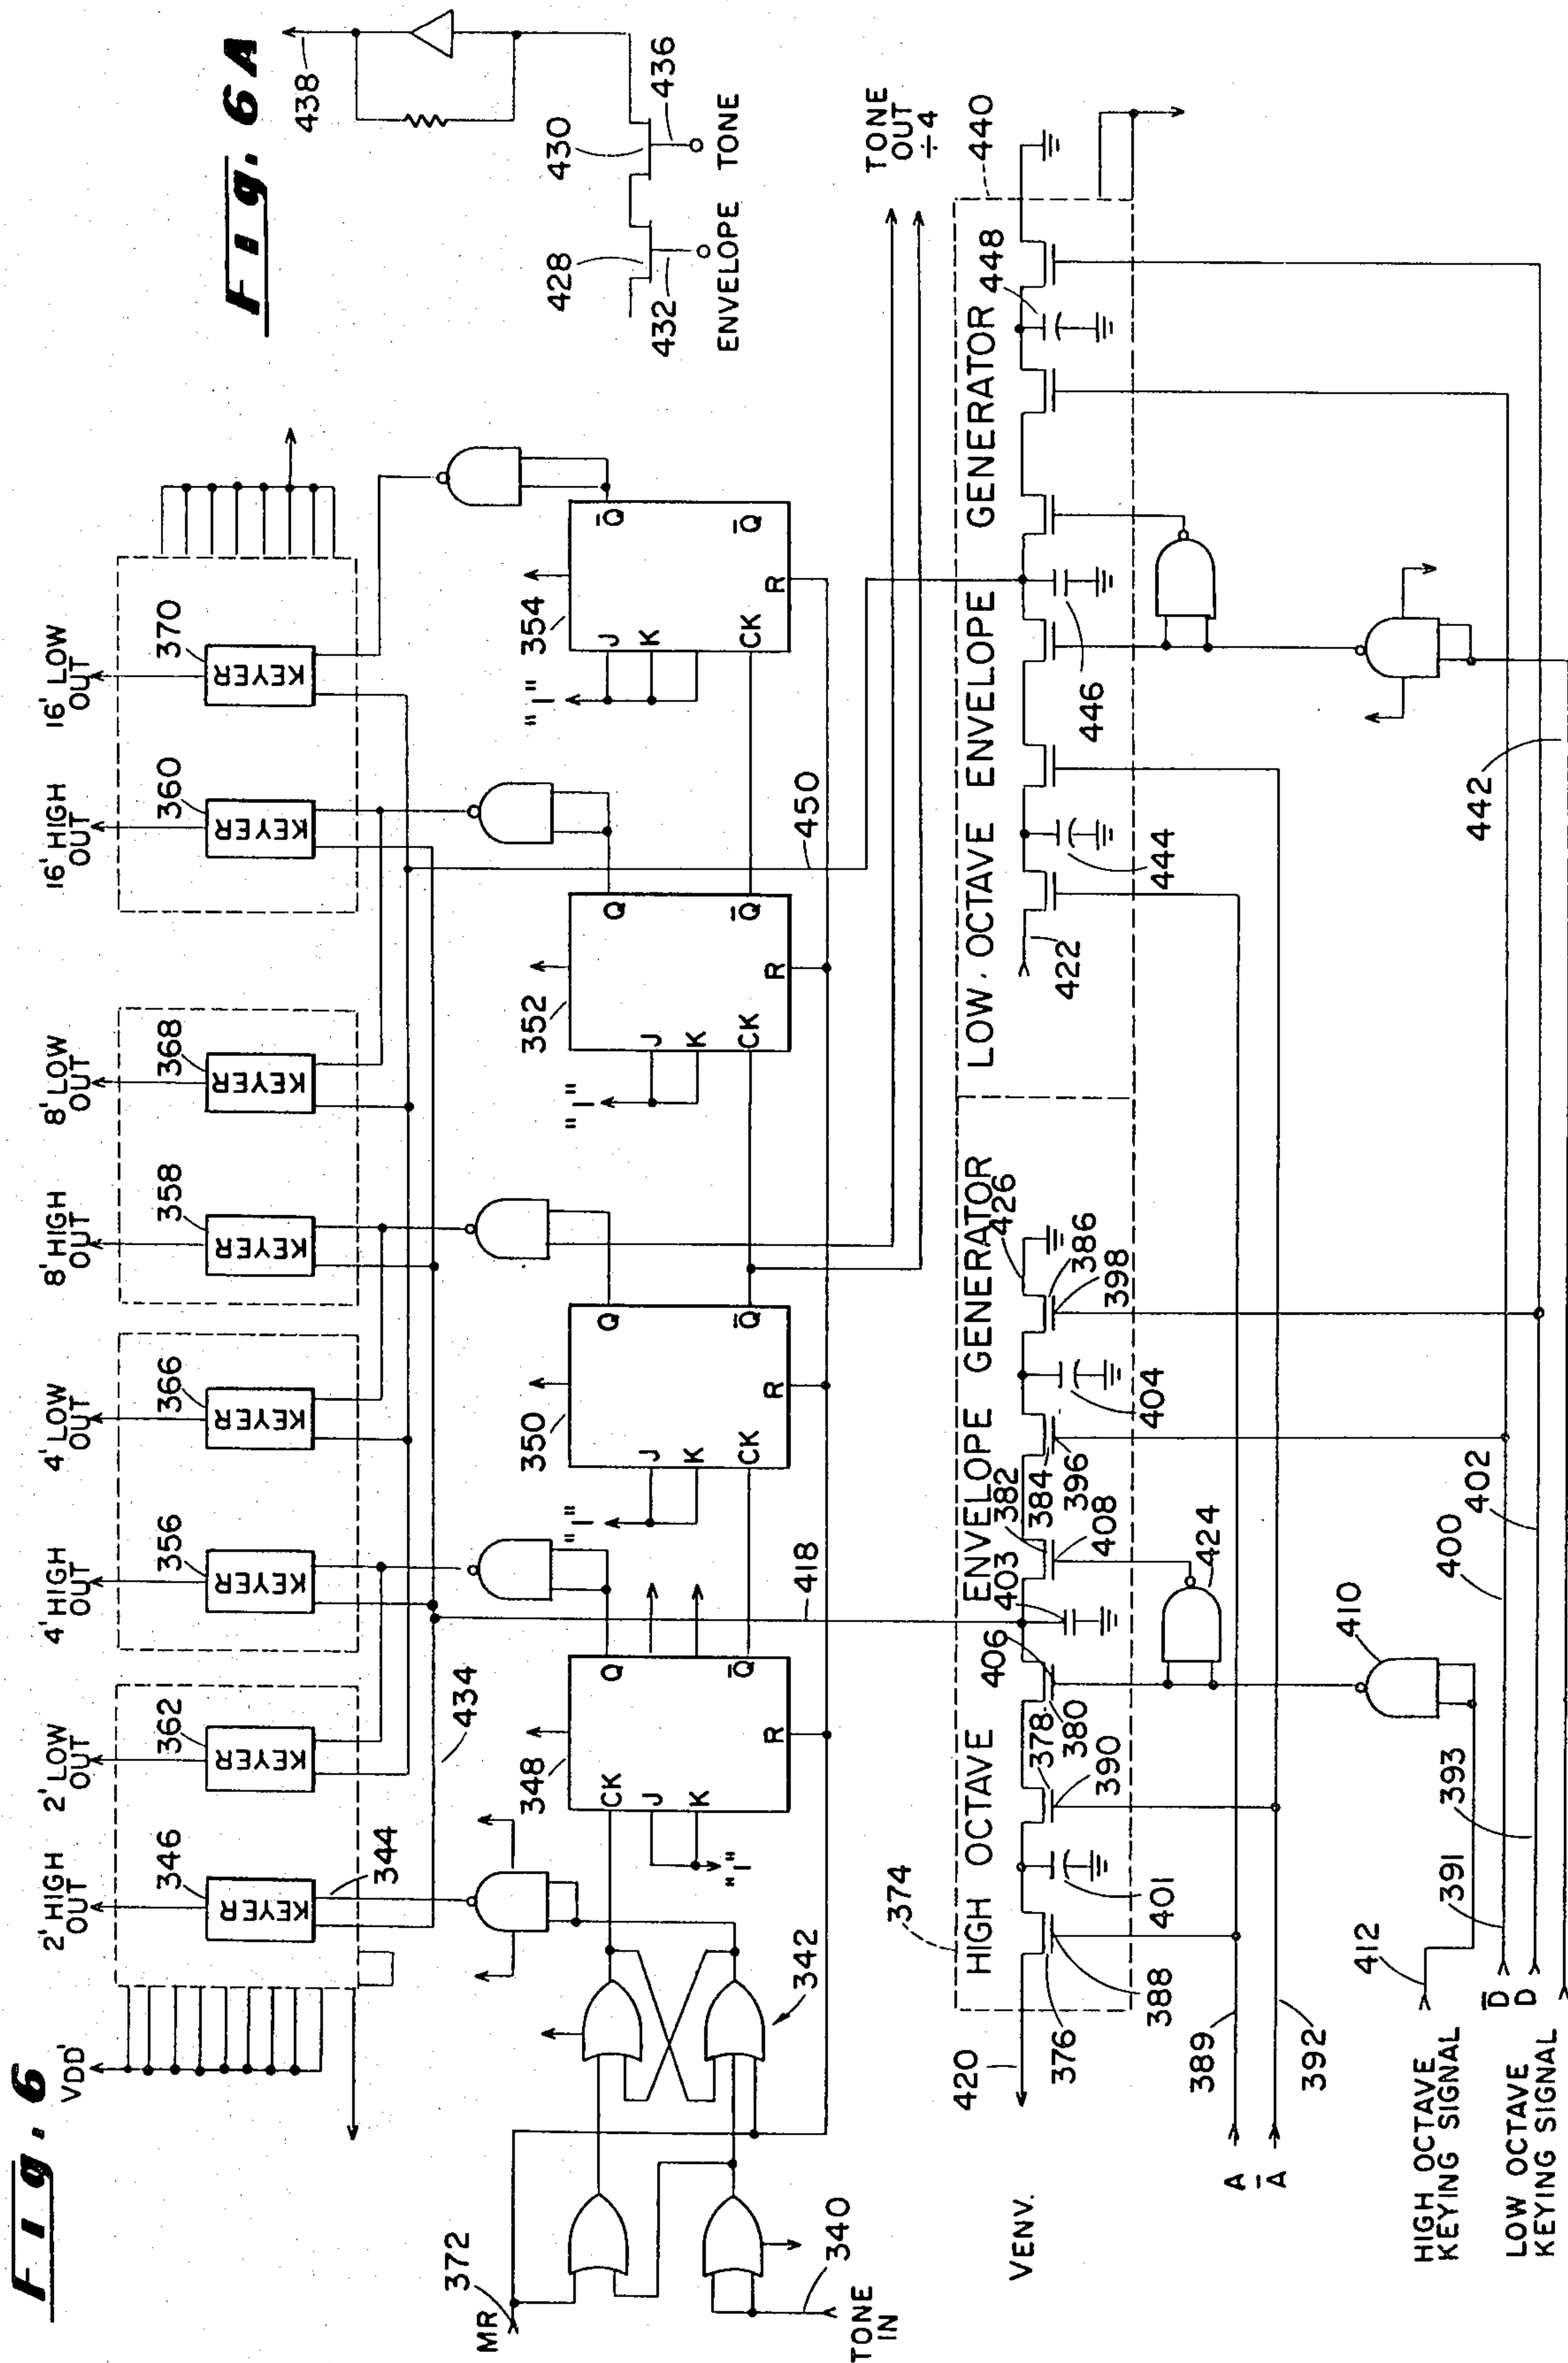 Fig. 6
Fig. 6A
VDD'
2' HIGH
OUT
2' LOW
OUT
4' HIGH
OUT
4' LOW
OUT
8' HIGH
OUT
8' LOW
OUT
16' HIGH
OUT
16' LOW
OUT
346
KEYER
344
362
KEYER
356
KEYER
366
KEYER
358
KEYER
368
KEYER
360
KEYER
370
KEYER
434
438
430
428
432
436
ENVELOPE
TONE
372
MR
342
340
TONE
IN
348
CK
J
K
"1"
Q
Q̅
R
350
J
K
CK
"1"
Q
Q̅
R
352
J
K
CK
"1"
Q
Q̅
R
354
J
K
CK
"1"
Q̅
Q̅
R
418
450
TONE
OUT
÷4
374
440
HIGH OCTAVE ENVELOPE GENERATOR
LOW OCTAVE ENVELOPE GENERATOR
VENV.
420
376
388
401
378
390
380
406
403
382
408
384
396
404
426
386
398
422
444
446
448
424
410
389
392
A
A̅
412
391
393
400
402
442
HIGH OCTAVE
KEYING SIGNAL
D̅
D
LOW OCTAVE
KEYING SIGNAL